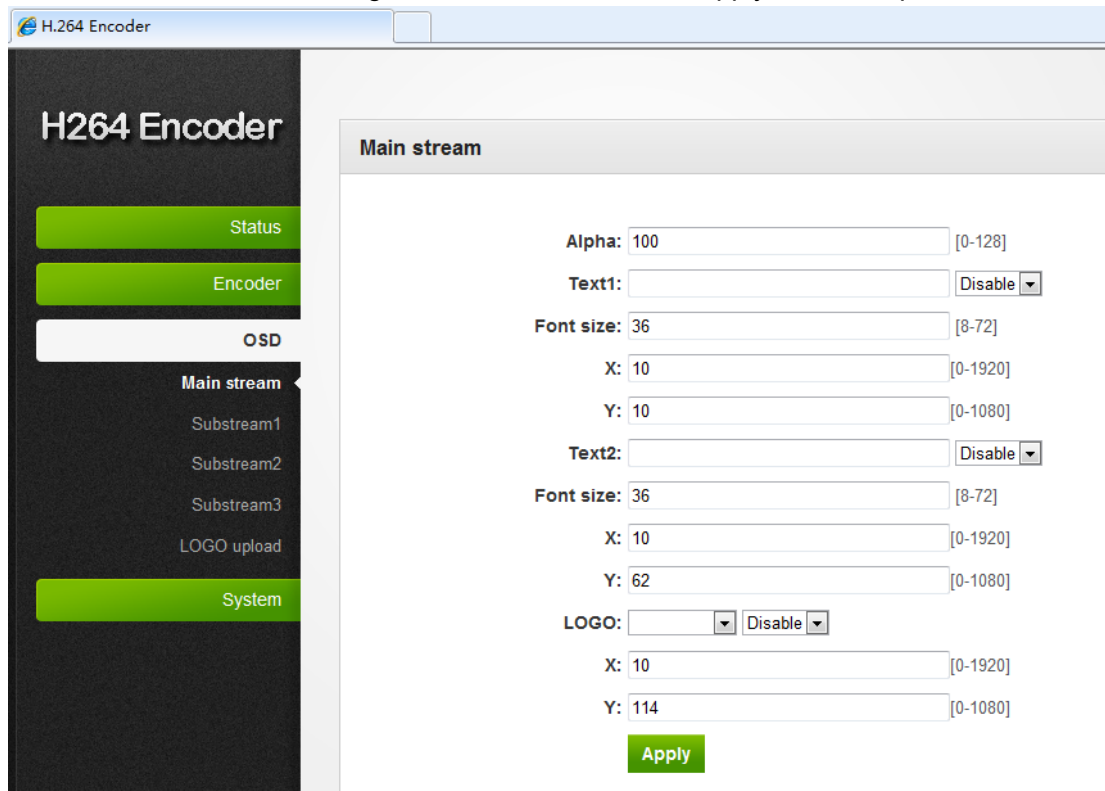 H.264 Encoder
H264 Encoder
Status
Encoder
OSD
Main stream
Substream1
Substream2
Substream3
LOGO upload
System
Main stream
Alpha: 100 [0-128]
Text1: Disable
Font size: 36 [8-72]
X: 10 [0-1920]
Y: 10 [0-1080]
Text2: Disable
Font size: 36 [8-72]
X: 10 [0-1920]
Y: 62 [0-1080]
LOGO: Disable
X: 10 [0-1920]
Y: 114 [0-1080]
Apply